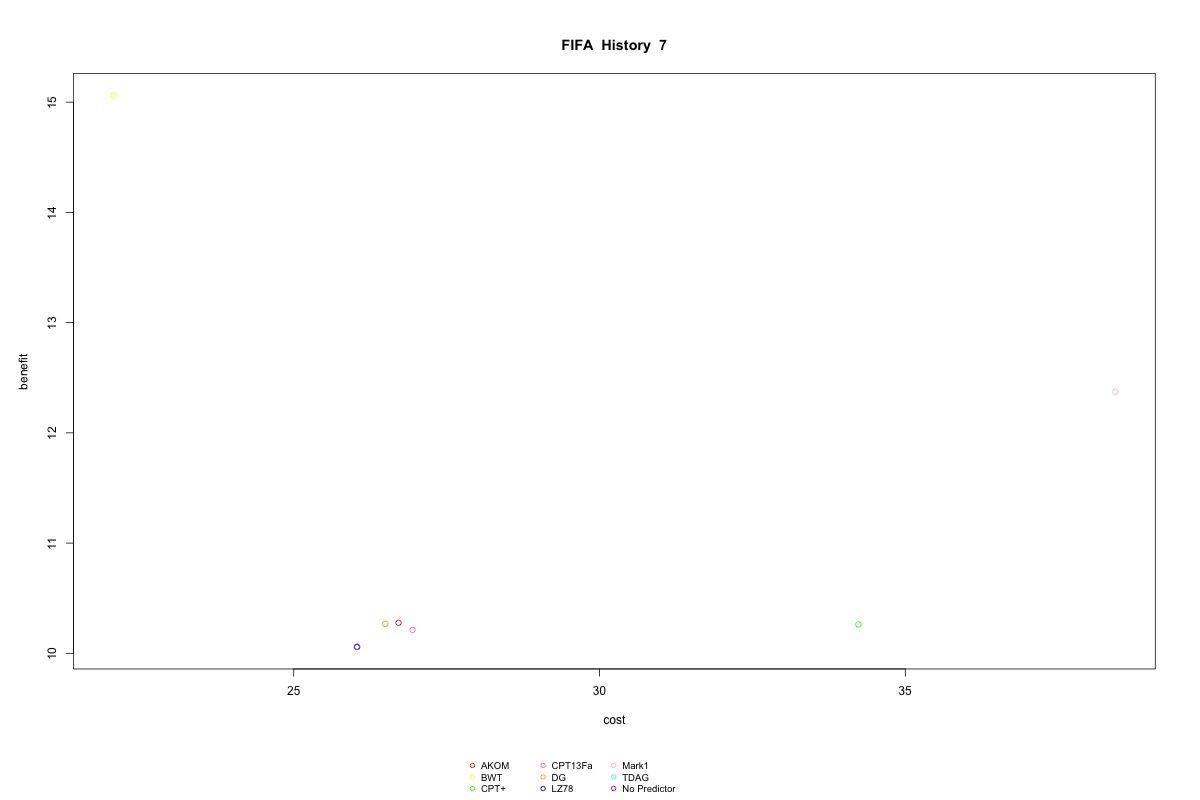 FIFA History 7
15
14
13
12
11
10
benefit
25 30 35
cost
AKOM CPT13Fa Mark1
BWT DG TDAG
CPT+ LZ78 No Predictor